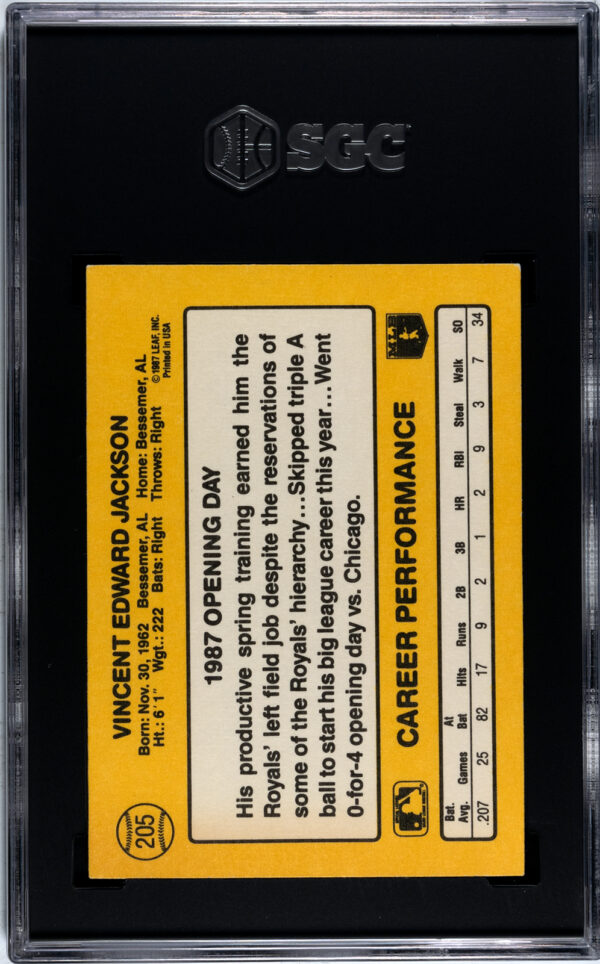 SGC
205
VINCENT EDWARD JACKSON
Born: Nov. 30, 1962 Bessemer, AL Home: Bessemer, AL
Ht.: 6'1" Wgt.: 222 Bats: Right Throws: Right
© 1987 LEAF, INC.
Printed in USA
1987 OPENING DAY
His productive spring training earned him the
Royals' left field job despite the reservations of
some of the Royals' hierarchy...Skipped triple A
ball to start his big league career this year...Went
0-for-4 opening day vs. Chicago.
CAREER PERFORMANCE
Bat. Avg. Games At Bat Hits Runs 2B 3B HR RBI Steal Walk SO
.207 25 82 17 9 2 1 2 9 3 7 34